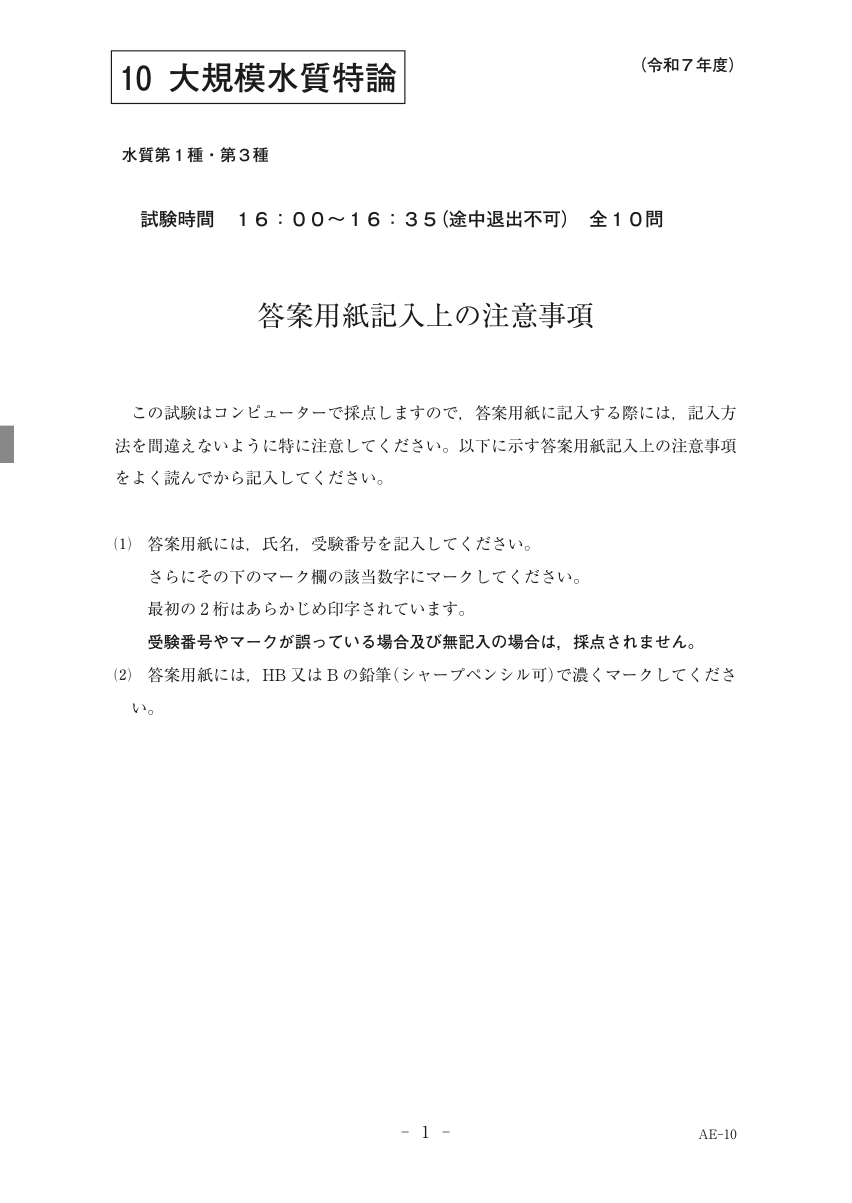 10 大規模水質特論
（令和７年度）
水質第１種・第３種
試験時間　１６：００～１６：３５（途中退出不可）　全１０問
答案用紙記入上の注意事項
この試験はコンピューターで採点しますので，答案用紙に記入する際には，記入方
法を間違えないように特に注意してください。以下に示す答案用紙記入上の注意事項
をよく読んでから記入してください。
⑴　答案用紙には，氏名，受験番号を記入してください。
さらにその下のマーク欄の該当数字にマークしてください。
最初の２桁はあらかじめ印字されています。
受験番号やマークが誤っている場合及び無記入の場合は，採点されません。
⑵　答案用紙には，HB 又は B の鉛筆（シャープペンシル可）で濃くマークしてくださ
い。
－ 1 －
AE–10